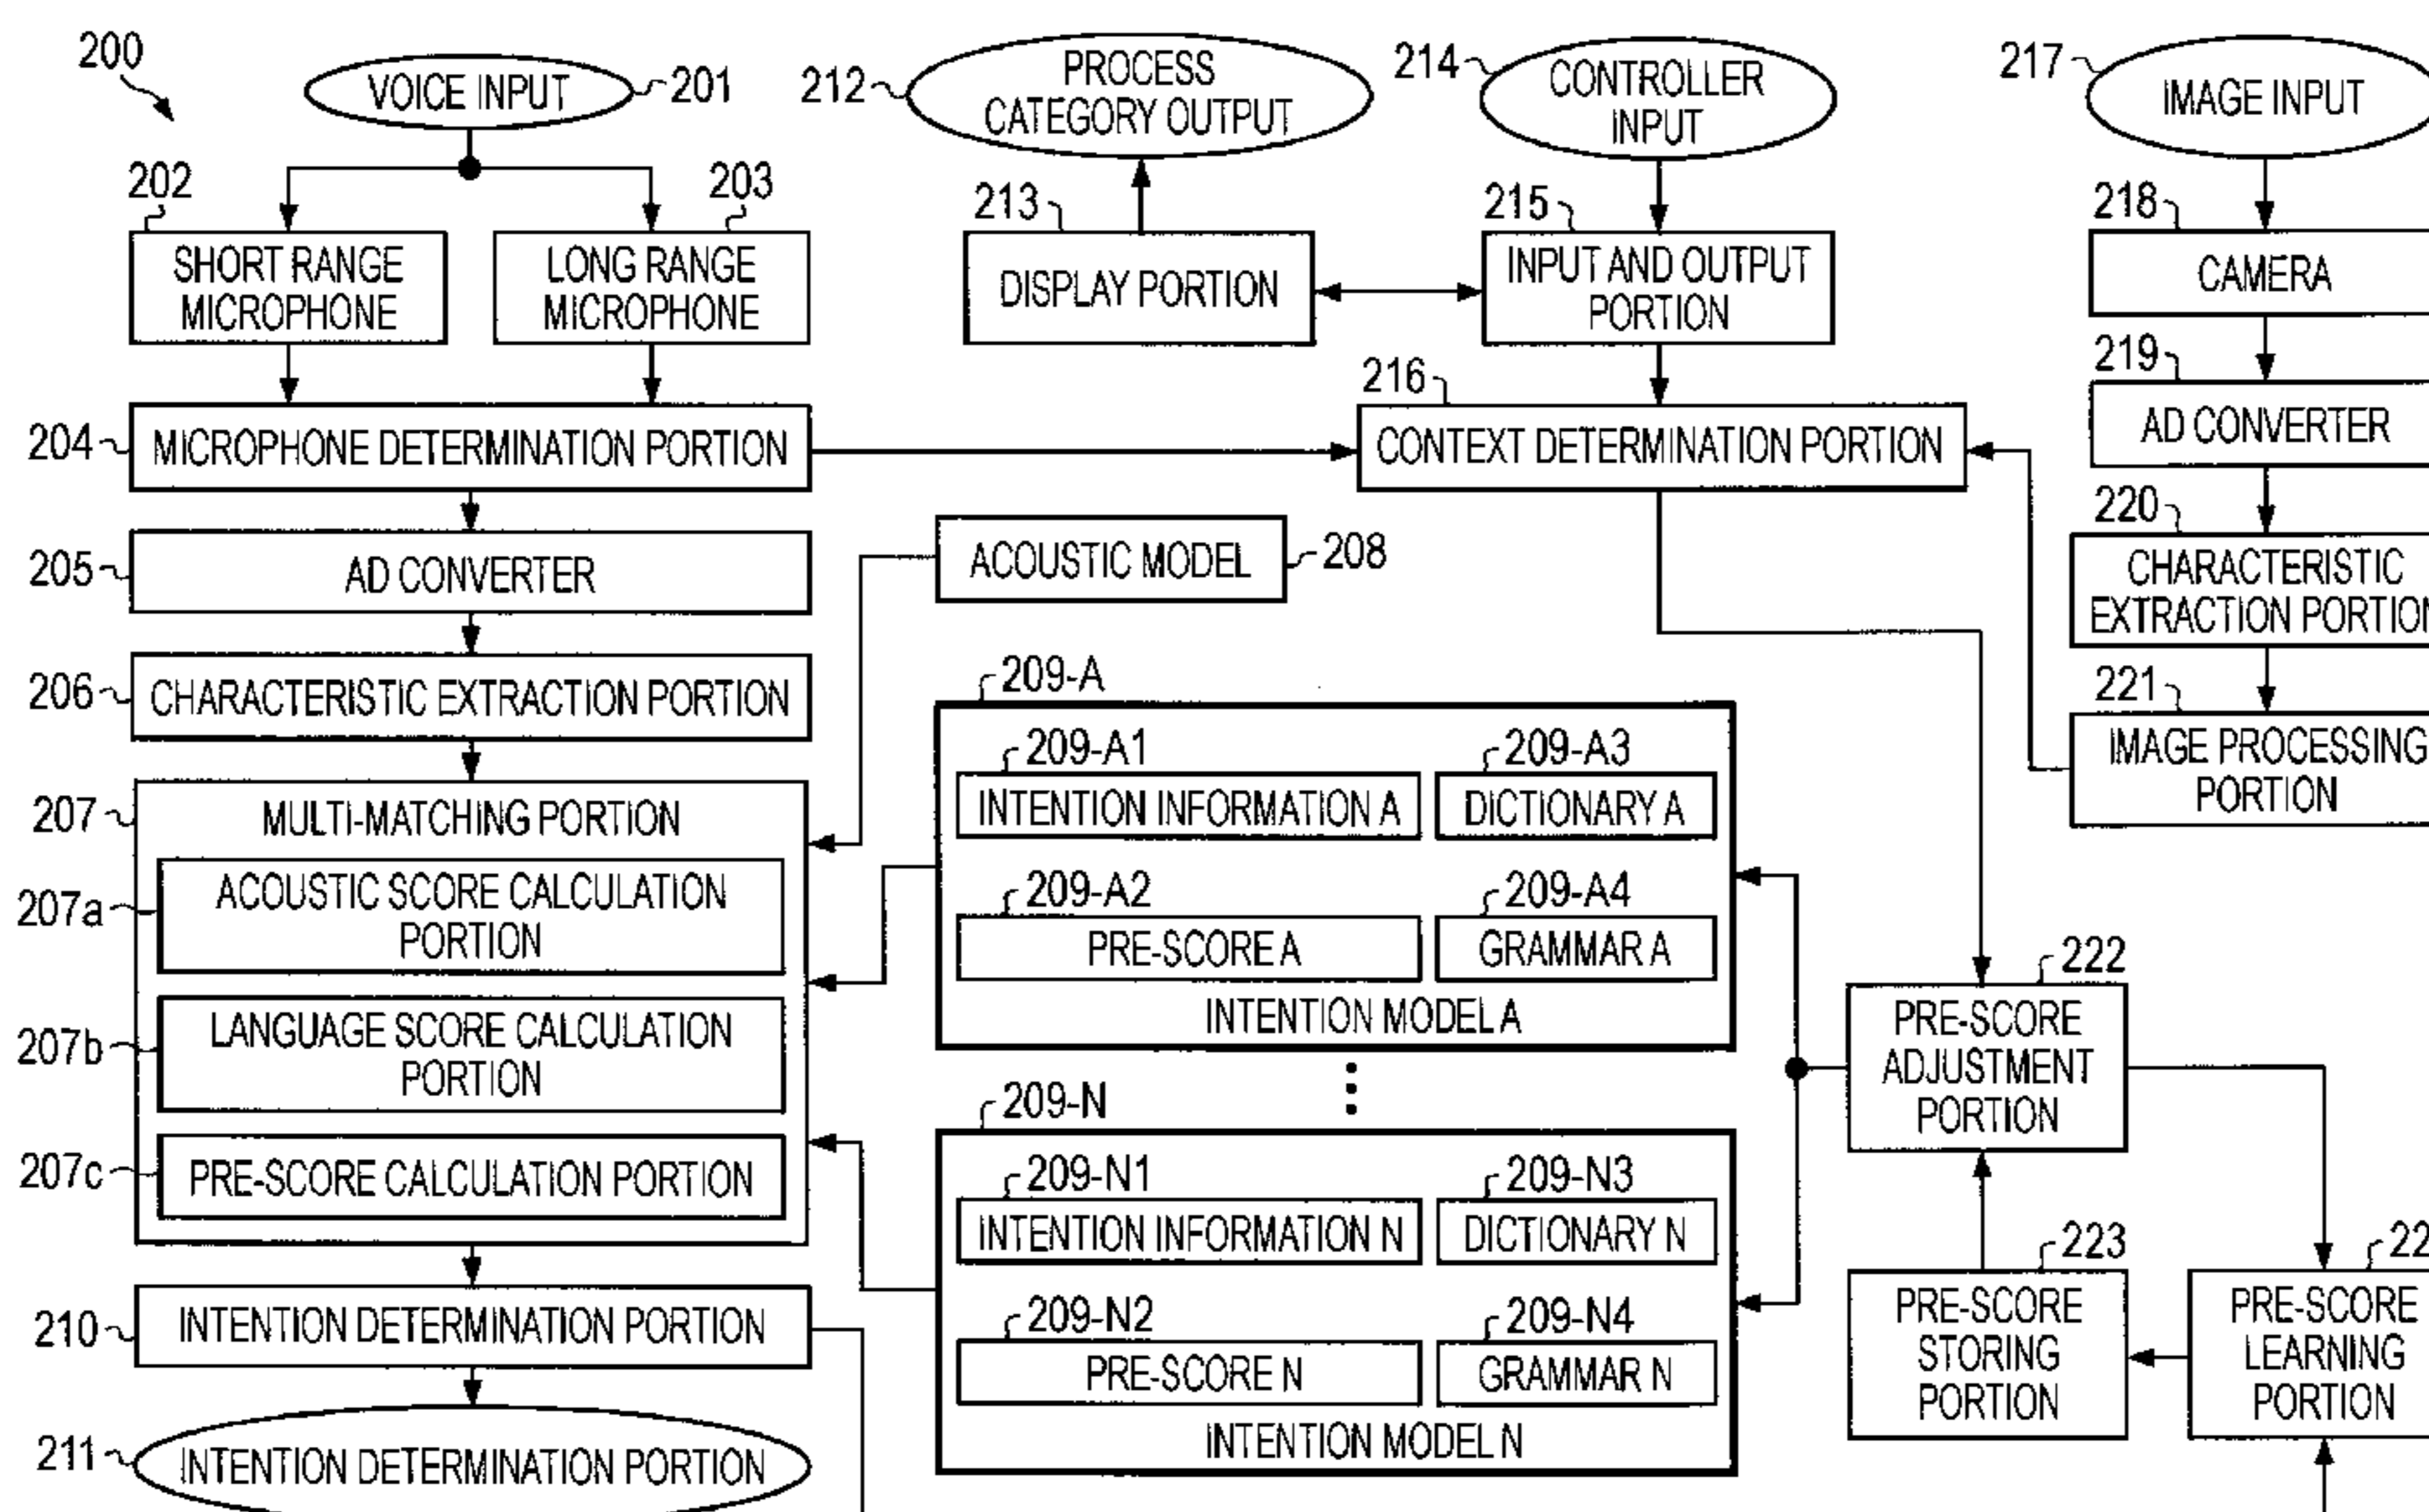 200
VOICE INPUT
201
212
PROCESS
CATEGORY OUTPUT
214
CONTROLLER
INPUT
217
IMAGE INPUT
202
SHORT RANGE
MICROPHONE
203
LONG RANGE
MICROPHONE
213
DISPLAY PORTION
215
INPUT AND OUTPUT
PORTION
218
CAMERA
204
MICROPHONE DETERMINATION PORTION
216
CONTEXT DETERMINATION PORTION
219
AD CONVERTER
205
AD CONVERTER
ACOUSTIC MODEL
208
220
CHARACTERISTIC
EXTRACTION PORTION
206
CHARACTERISTIC EXTRACTION PORTION
221
IMAGE PROCESSING
PORTION
207
MULTI-MATCHING PORTION
207a
ACOUSTIC SCORE CALCULATION
PORTION
207b
LANGUAGE SCORE CALCULATION
PORTION
207c
PRE-SCORE CALCULATION PORTION
209-A
209-A1
INTENTION INFORMATION A
209-A3
DICTIONARY A
209-A2
PRE-SCORE A
209-A4
GRAMMAR A
INTENTION MODEL A
209-N
209-N1
INTENTION INFORMATION N
209-N3
DICTIONARY N
209-N2
PRE-SCORE N
209-N4
GRAMMAR N
INTENTION MODEL N
222
PRE-SCORE
ADJUSTMENT
PORTION
223
PRE-SCORE
STORING
PORTION
PRE-SCORE
LEARNING
PORTION
210
INTENTION DETERMINATION PORTION
211
INTENTION DETERMINATION PORTION